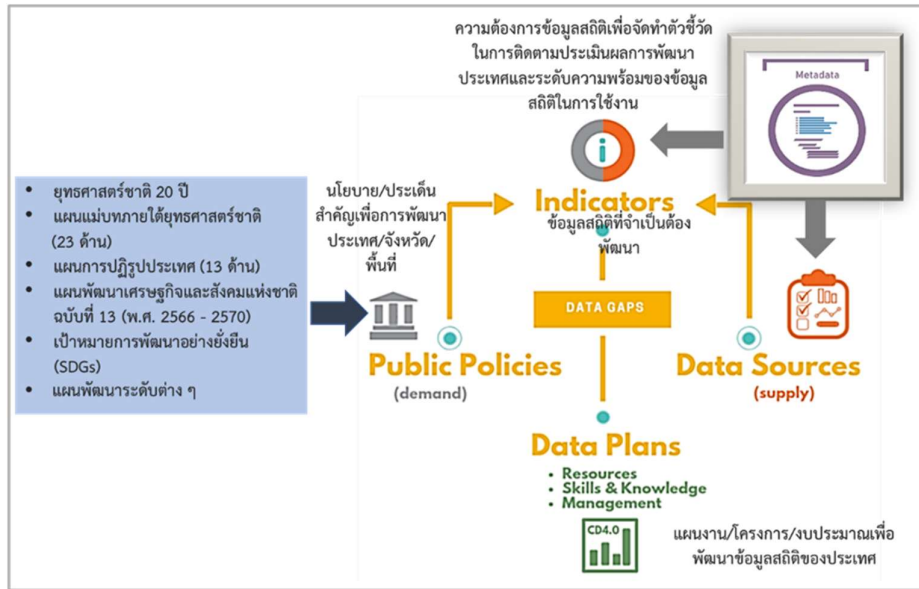 ความต้องการข้อมูลสถิติเพื่อจัดทำตัวชี้วัด
ในการติดตามประเมินผลการพัฒนา
ประเทศและระดับความพร้อมของข้อมูล
สถิติในการใช้งาน
Metadata
• ยุทธศาสตร์ชาติ 20 ปี
• แผนแม่บทภายใต้ยุทธศาสตร์ชาติ
(23 ด้าน)
• แผนการปฏิรูปประเทศ (13 ด้าน)
• แผนพัฒนาเศรษฐกิจและสังคมแห่งชาติ
ฉบับที่ 13 (พ.ศ. 2566 - 2570)
• เป้าหมายการพัฒนาอย่างยั่งยืน
(SDGs)
• แผนพัฒนาระดับต่าง ๆ
นโยบาย/ประเด็น
สำคัญเพื่อการพัฒนา
ประเทศ/จังหวัด/
พื้นที่
Indicators
ข้อมูลสถิติที่จำเป็นต้อง
พัฒนา
DATA GAPS
Public Policies
(demand)
Data Sources
(supply)
Data Plans
• Resources
• Skills & Knowledge
• Management
CD4.0
แผนงาน/โครงการ/งบประมาณเพื่อ
พัฒนาข้อมูลสถิติของประเทศ